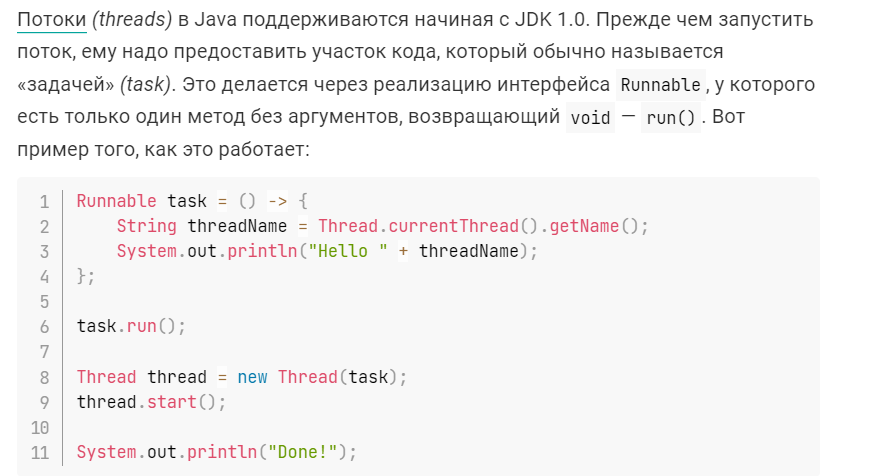 Потоки (threads) в Java поддерживаются начиная с JDK 1.0. Прежде чем запустить
поток, ему надо предоставить участок кода, который обычно называется
«задачей» (task). Это делается через реализацию интерфейса Runnable, у которого
есть только один метод без аргументов, возвращающий void — run(). Вот
пример того, как это работает:
1 Runnable task = () -> {
2     String threadName = Thread.currentThread().getName();
3     System.out.println("Hello " + threadName);
4 };
5
6 task.run();
7
8 Thread thread = new Thread(task);
9 thread.start();
10
11 System.out.println("Done!");